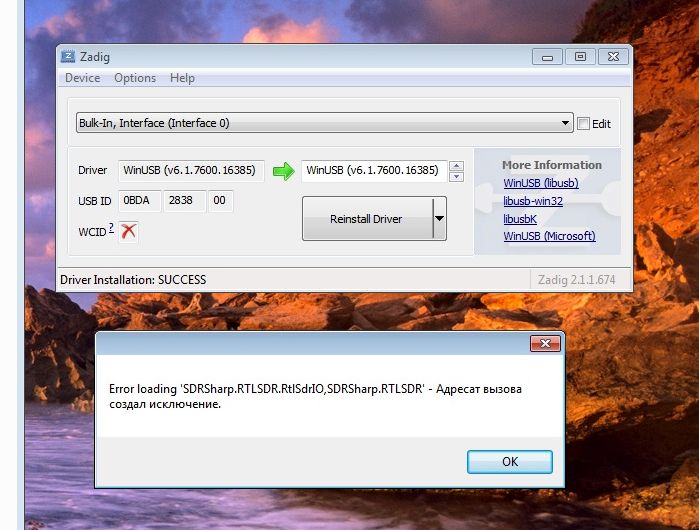 Zadig
Device Options Help
Bulk-In, Interface (Interface 0)
Edit
Driver WinUSB (v6.1.7600.16385) WinUSB (v6.1.7600.16385)
USB ID 0BDA 2838 00
WCID ?
Reinstall Driver
More Information
WinUSB (libusb)
libusb-win32
libusbK
WinUSB (Microsoft)
Driver Installation: SUCCESS
Zadig 2.1.1.674
Error loading 'SDRSharp.RTLSDR.RtlSdrIO,SDRSharp.RTLSDR' - Адресат вызова
создал исключение.
OK